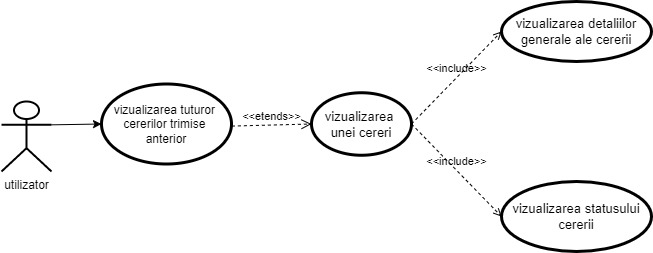 vizualizarea detaliilor
generale ale cererii
<<include>>
vizualizarea tuturor
cererilor trimise
anterior
<<etends>>
vizualizarea
unei cereri
<<include>>
utilizator
vizualizarea statusului
cererii